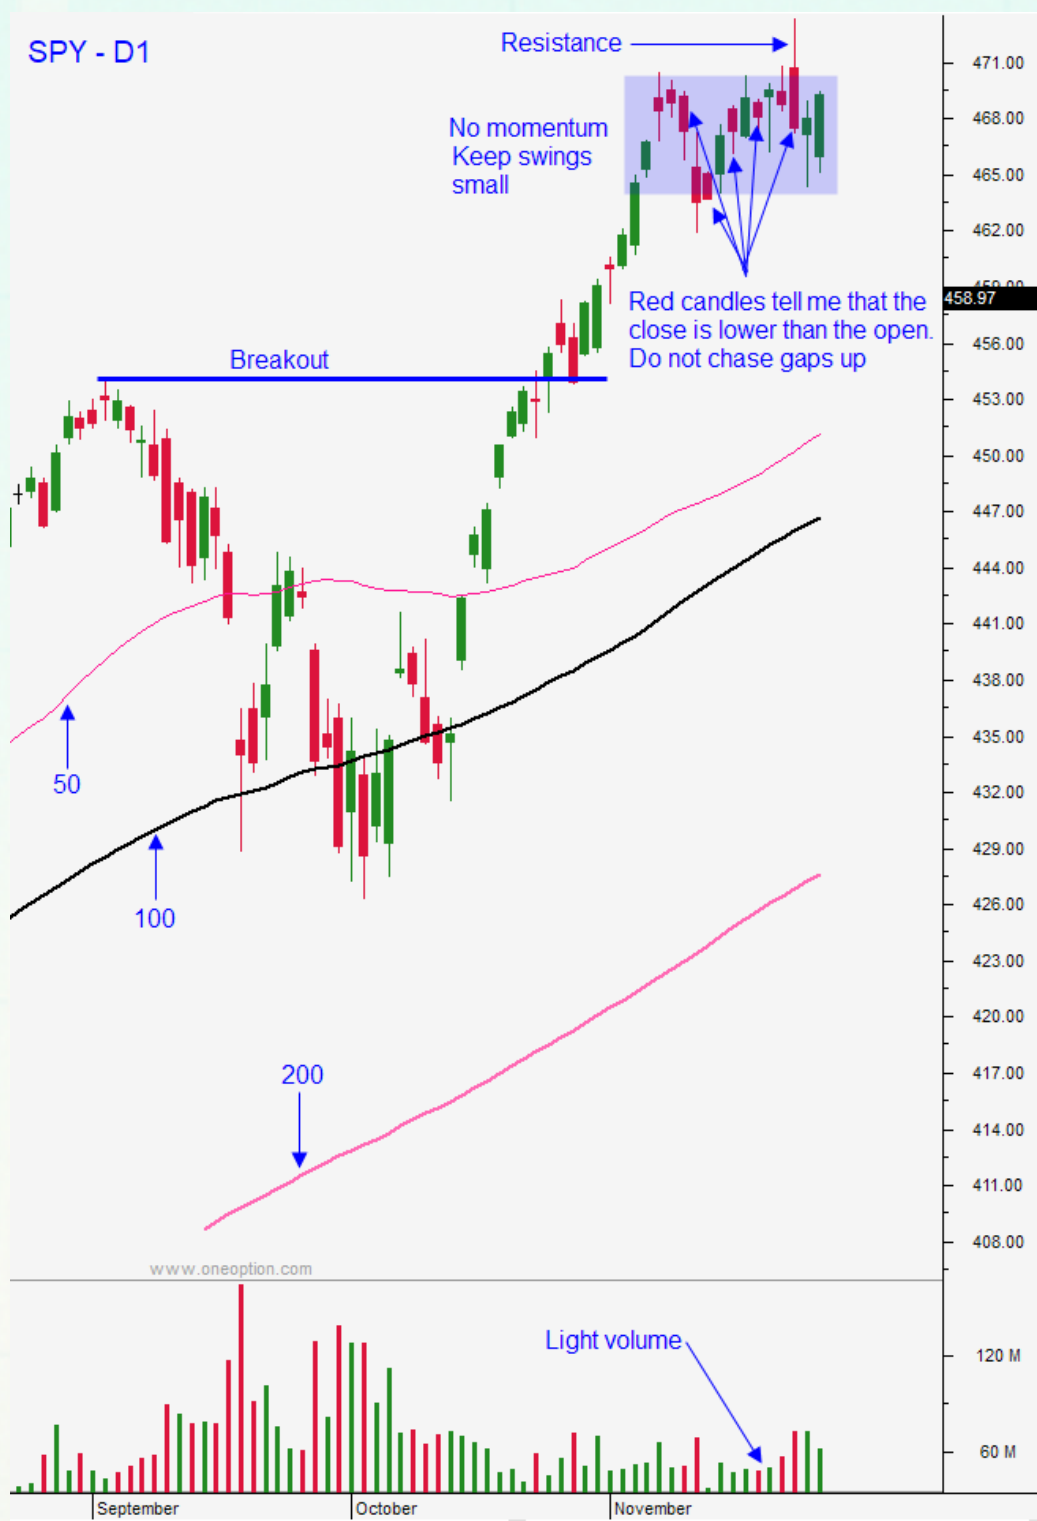 SPY - D1
Resistance
No momentum
Keep swings
small
Red candles tell me that the
close is lower than the open.
Do not chase gaps up
Breakout
50
100
200
www.oneoption.com
Light volume
471.00
468.00
465.00
462.00
459.00
458.97
456.00
453.00
450.00
447.00
444.00
441.00
438.00
435.00
432.00
429.00
426.00
423.00
420.00
417.00
414.00
411.00
408.00
120 M
60 M
September
October
November